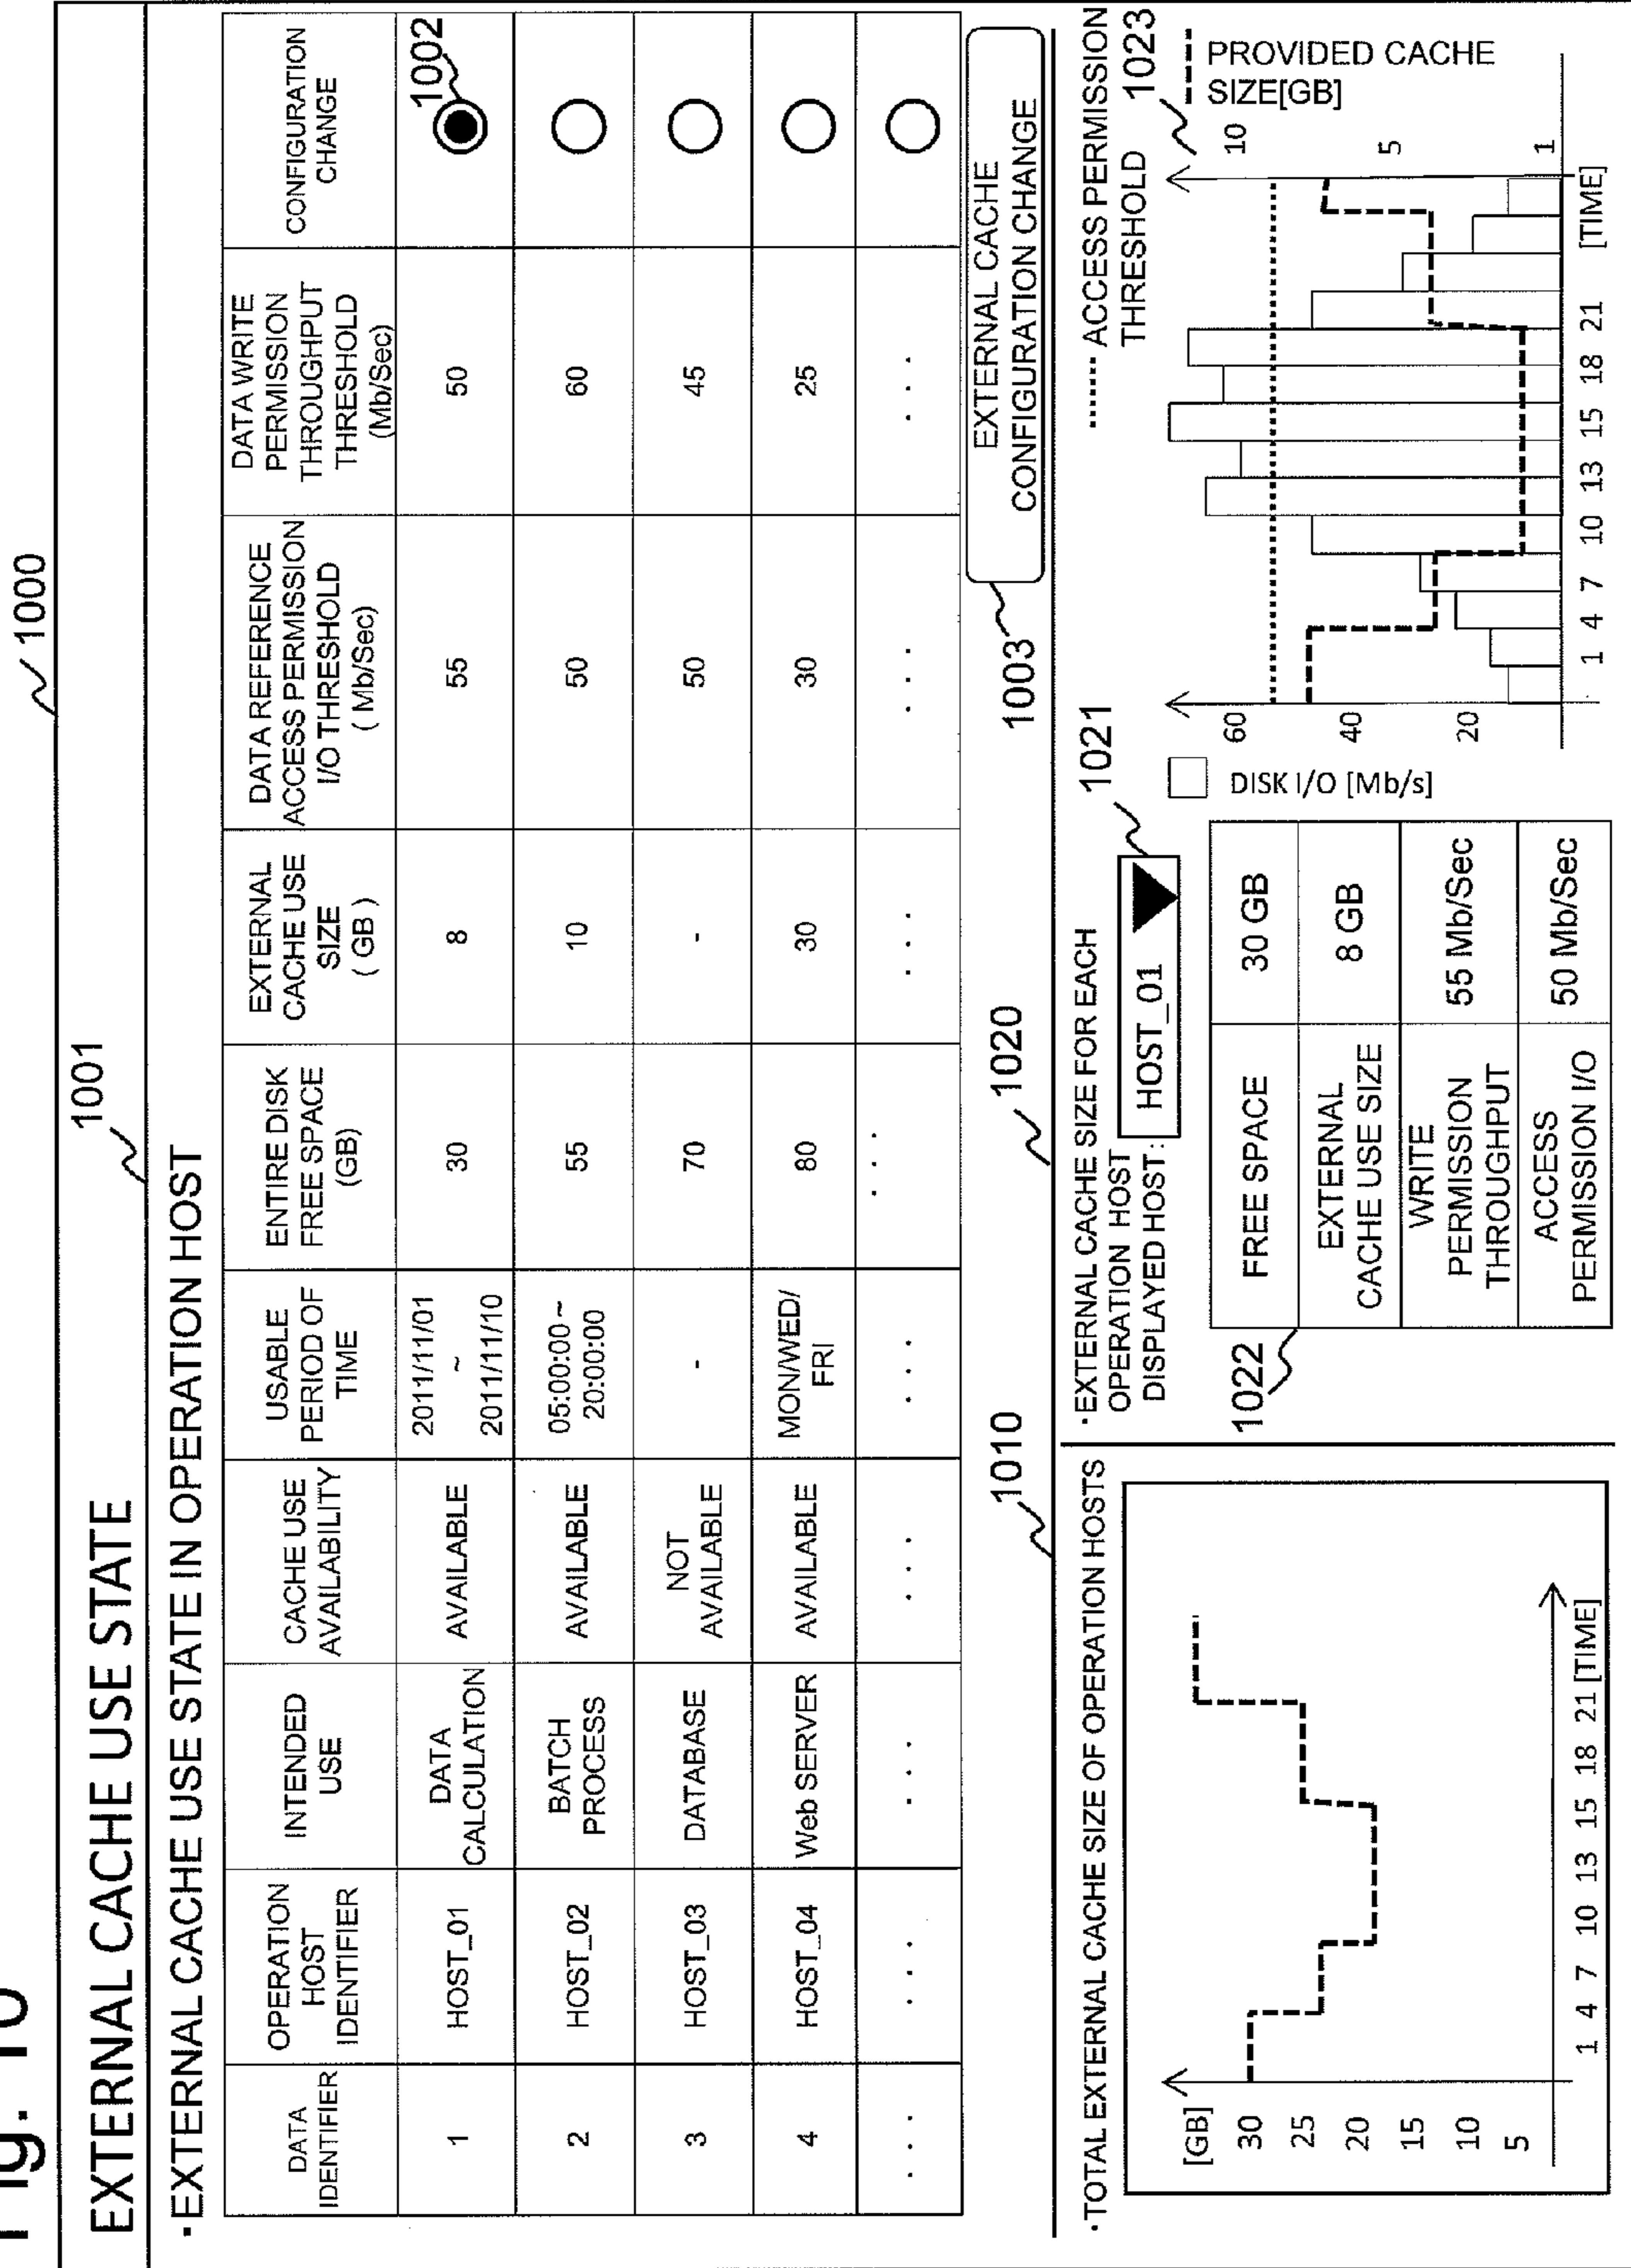 Fig. 10
1000
EXTERNAL CACHE USE STATE
1001
·EXTERNAL CACHE USE STATE IN OPERATION HOST
DATA
IDENTIFIER
OPERATION
HOST
IDENTIFIER
INTENDED
USE
CACHE USE
AVAILABILITY
USABLE
PERIOD OF
TIME
ENTIRE DISK
FREE SPACE
(GB)
EXTERNAL
CACHE USE
SIZE
( GB )
DATA REFERENCE
ACCESS PERMISSION
I/O THRESHOLD
( Mb/Sec)
DATA WRITE
PERMISSION
THROUGHPUT
THRESHOLD
(Mb/Sec)
CONFIGURATION
CHANGE
1
HOST_01
DATA
CALCULATION
AVAILABLE
2011/11/01
~
2011/11/10
30
8
55
50
1002
2
HOST_02
BATCH
PROCESS
AVAILABLE
05:00:00 ~
20:00:00
55
10
50
60
3
HOST_03
DATABASE
NOT
AVAILABLE
-
70
-
50
45
4
HOST_04
Web SERVER
AVAILABLE
MON/WED/
FRI
80
30
30
25
. . . .
. . . .
. . . .
. . . .
. . . .
. . .
. . . .
. . . .
. . .
1003
EXTERNAL CACHE
CONFIGURATION CHANGE
1010
·TOTAL EXTERNAL CACHE SIZE OF OPERATION HOSTS
[GB]
30
25
20
15
10
5
1 4 7 10 13 15 18 21 [TIME]
1020
·EXTERNAL CACHE SIZE FOR EACH
OPERATION HOST
DISPLAYED HOST: HOST_01
1021
1022
FREE SPACE
30 GB
EXTERNAL
CACHE USE SIZE
8 GB
WRITE
PERMISSION
THROUGHPUT
55 Mb/Sec
ACCESS
PERMISSION I/O
50 Mb/Sec
ACCESS PERMISSION
THRESHOLD
1023
PROVIDED CACHE
SIZE[GB]
DISK I/O [Mb/s]
60
40
20
10
5
1
1 4 7 10 13 15 18 21 [TIME]